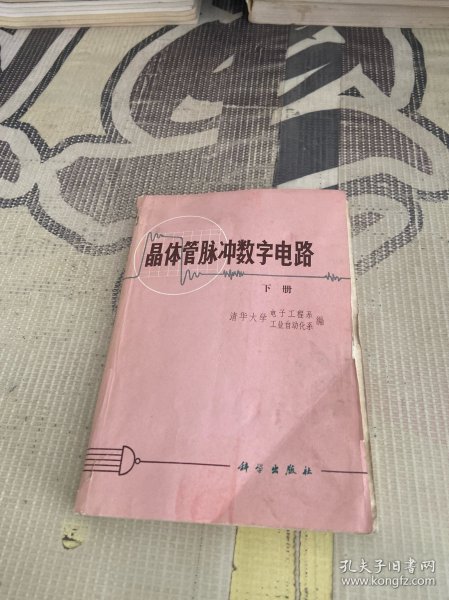 晶体管脉冲数字电路
下册
清华大学 电子工程系 编
工业自动化系
科学出版社
孔夫子旧书网
www.kongfz.com